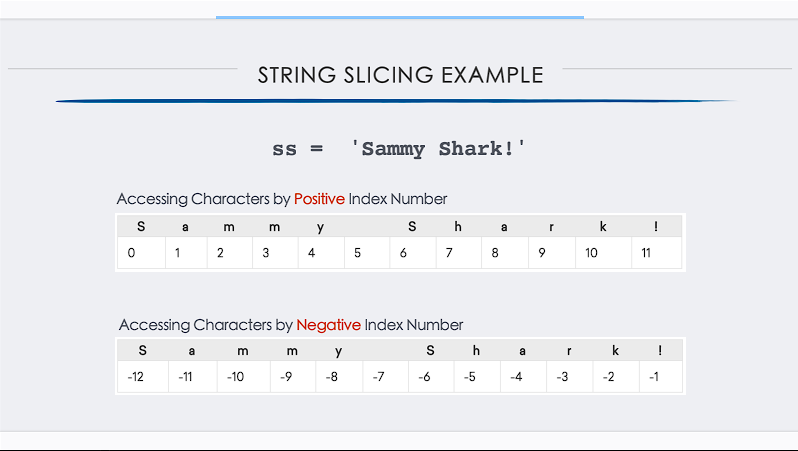 STRING SLICING EXAMPLE
ss = 'Sammy Shark!'
Accessing Characters by Positive Index Number
S a m m y S h a r k !
0 1 2 3 4 5 6 7 8 9 10 11
Accessing Characters by Negative Index Number
S a m m y S h a r k !
-12 -11 -10 -9 -8 -7 -6 -5 -4 -3 -2 -1